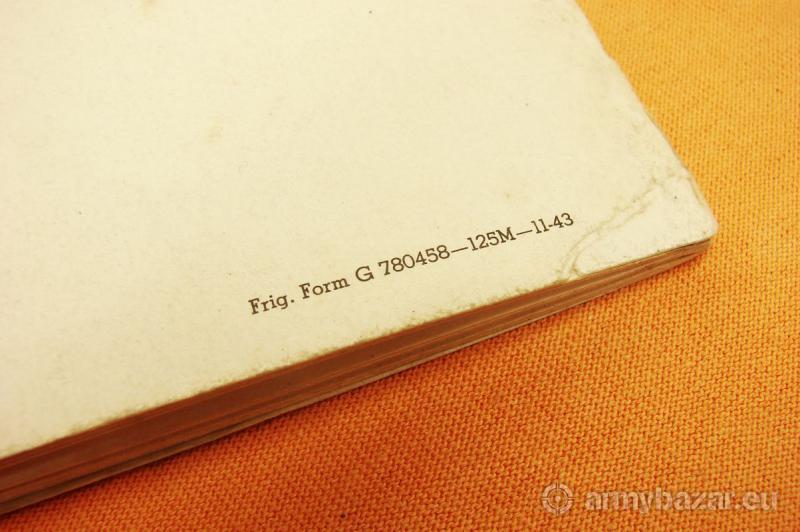 Frig. Form G 780458—125M—11-43
armybazar.eu